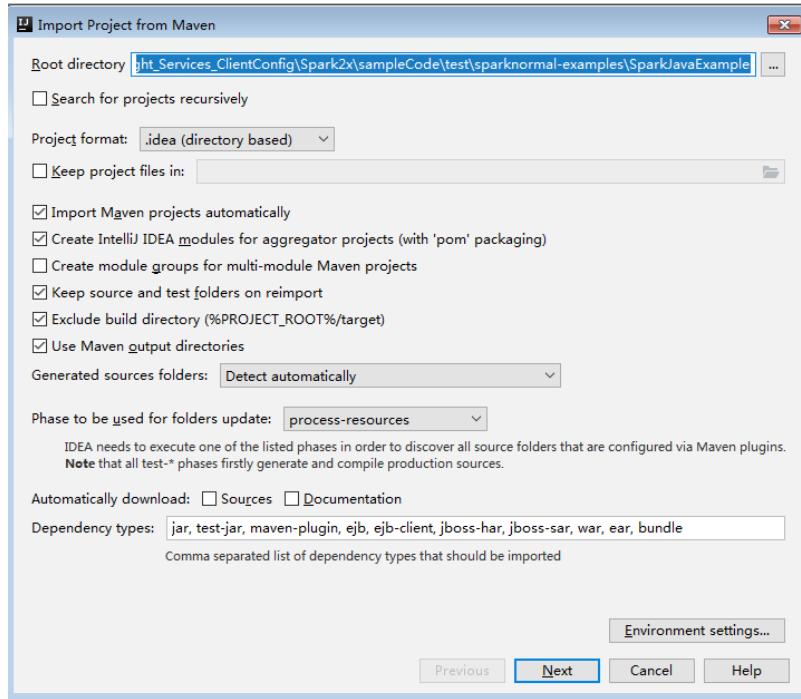 Import Project from Maven
Root directory ght_Services_ClientConfig\Spark2x\sampleCode\test\sparknormal-examples\SparkJavaExample ...
Search for projects recursively
Project format: .idea (directory based)
Keep project files in:
Import Maven projects automatically
Create IntelliJ IDEA modules for aggregator projects (with 'pom' packaging)
Create module groups for multi-module Maven projects
Keep source and test folders on reimport
Exclude build directory (%PROJECT_ROOT%/target)
Use Maven output directories
Generated sources folders: Detect automatically
Phase to be used for folders update: process-resources
IDEA needs to execute one of the listed phases in order to discover all source folders that are configured via Maven plugins.
Note that all test-* phases firstly generate and compile production sources.
Automatically download: Sources Documentation
Dependency types: jar, test-jar, maven-plugin, ejb, ejb-client, jboss-har, jboss-sar, war, ear, bundle
Comma separated list of dependency types that should be imported
Environment settings...
Previous Next Cancel Help